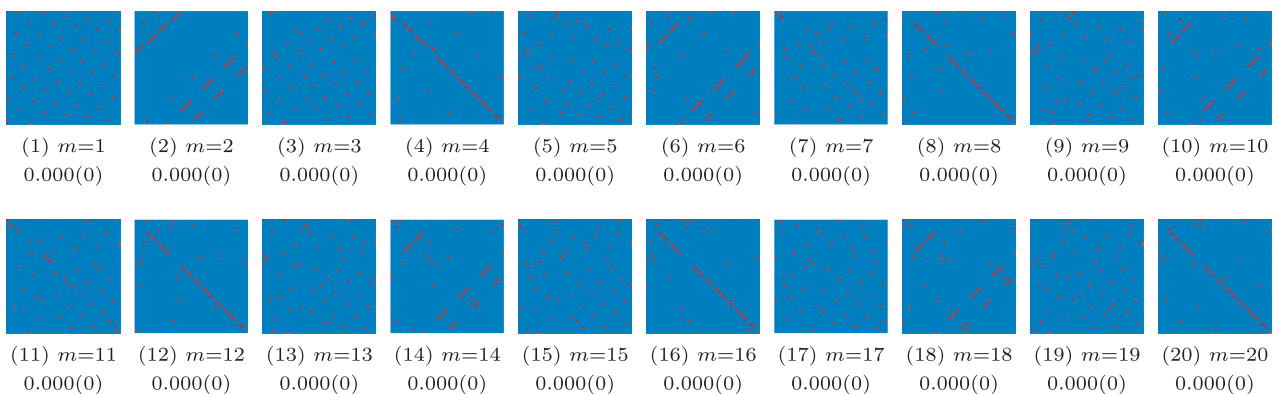 (1) m=1 (2) m=2 (3) m=3 (4) m=4 (5) m=5 (6) m=6 (7) m=7 (8) m=8 (9) m=9 (10) m=10
0.000(0) 0.000(0) 0.000(0) 0.000(0) 0.000(0) 0.000(0) 0.000(0) 0.000(0) 0.000(0) 0.000(0)
(11) m=11 (12) m=12 (13) m=13 (14) m=14 (15) m=15 (16) m=16 (17) m=17 (18) m=18 (19) m=19 (20) m=20
0.000(0) 0.000(0) 0.000(0) 0.000(0) 0.000(0) 0.000(0) 0.000(0) 0.000(0) 0.000(0) 0.000(0)